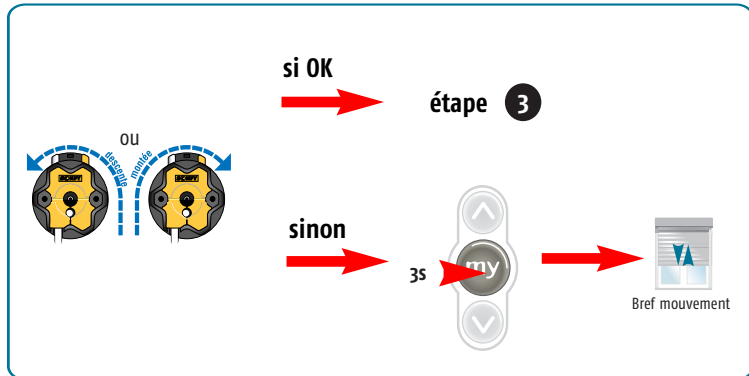 si OK
étape 3
ou
descente
montée
SOMFY
SOMFY
sinon
3s
my
Bref mouvement